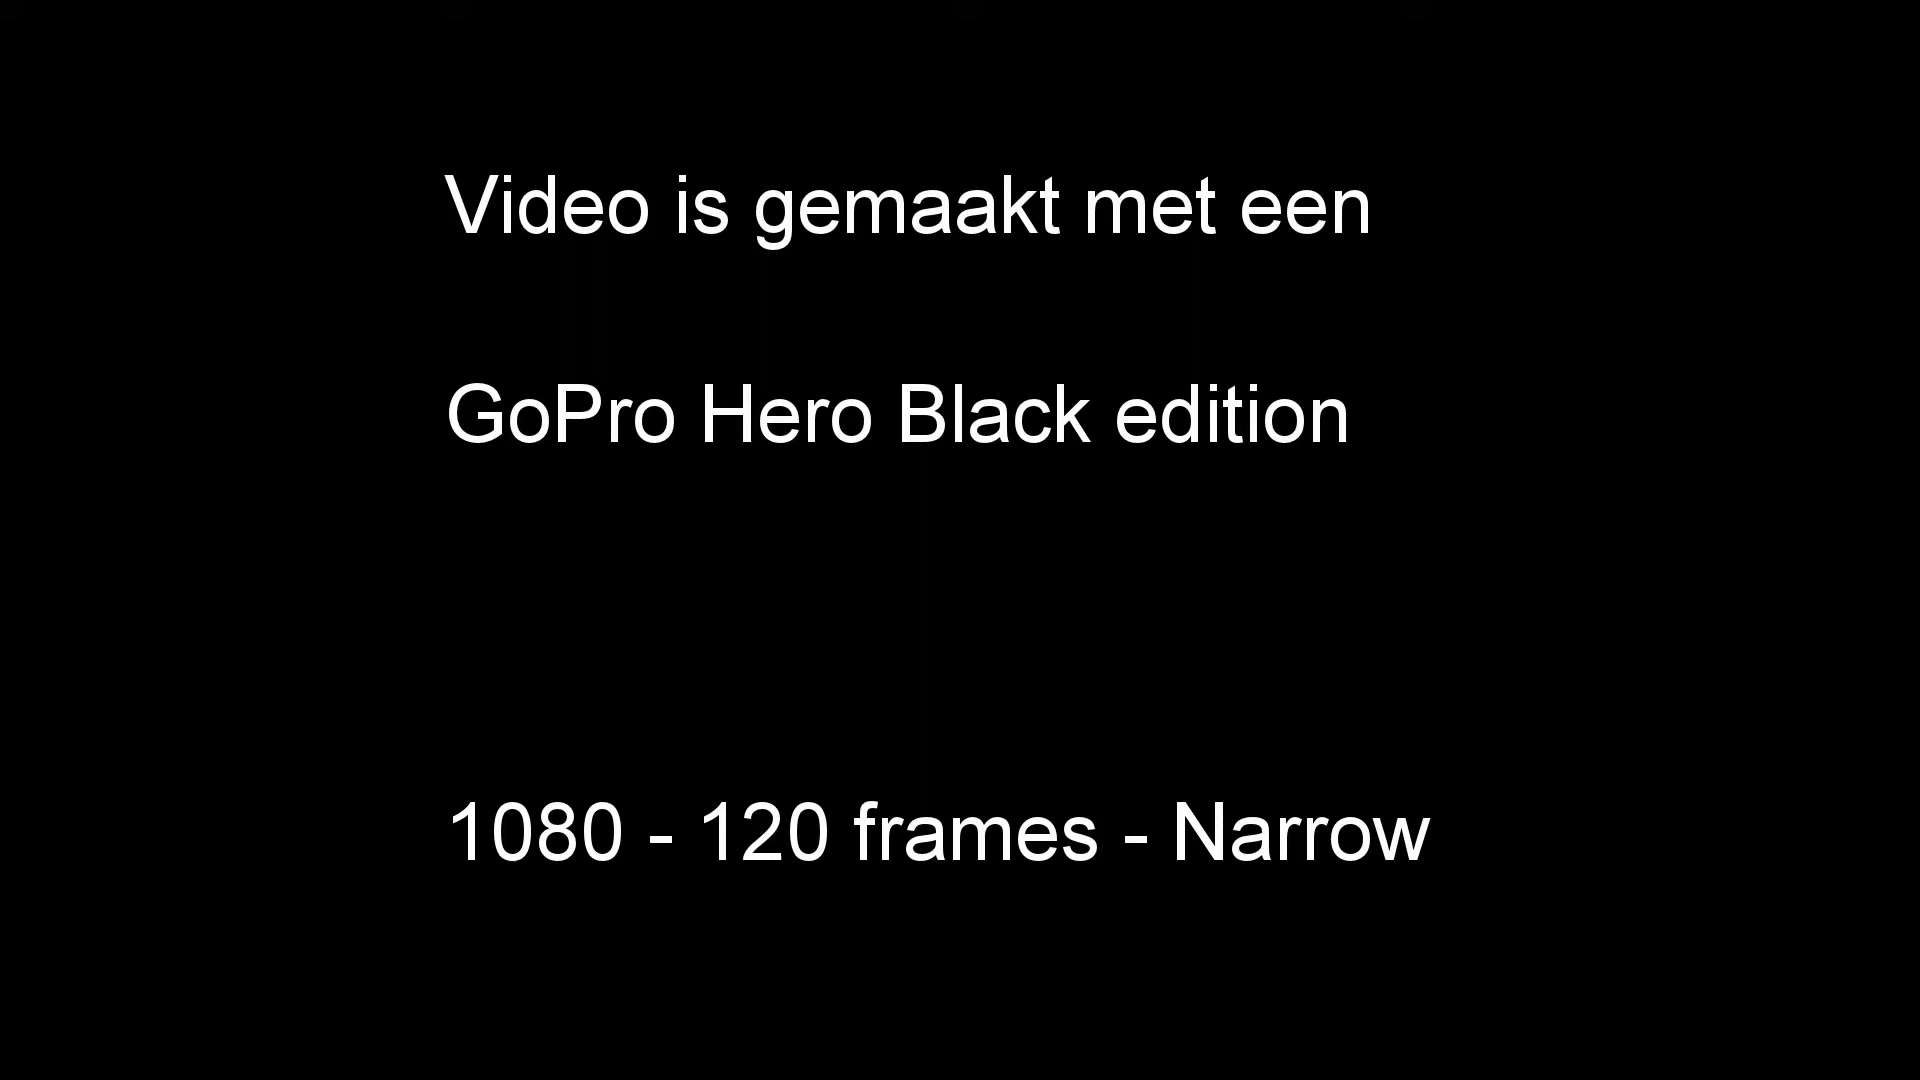 Video is gemaakt met een
GoPro Hero Black edition
1080 - 120 frames - Narrow